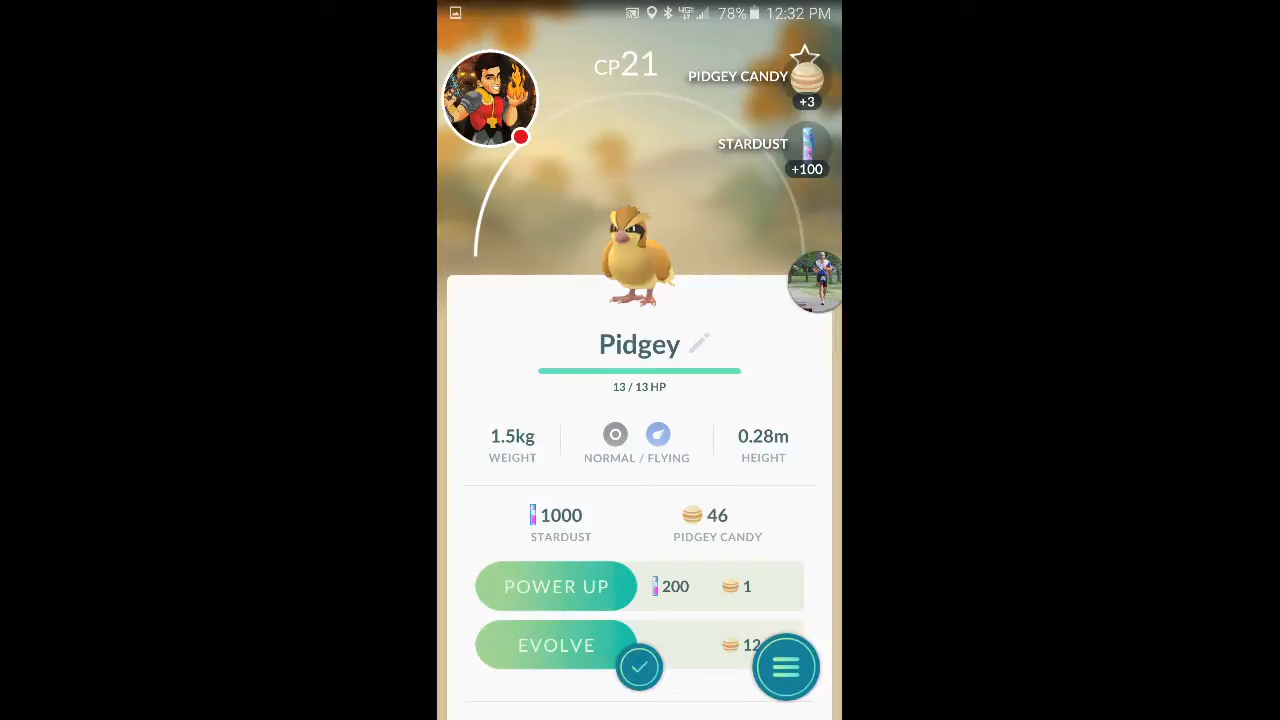 78% 12:32 PM
CP21
PIDGEY CANDY
+3
STARDUST
+100
Pidgey
13 / 13 HP
1.5kg
WEIGHT
NORMAL / FLYING
0.28m
HEIGHT
1000
STARDUST
46
PIDGEY CANDY
POWER UP 200 1
EVOLVE 12